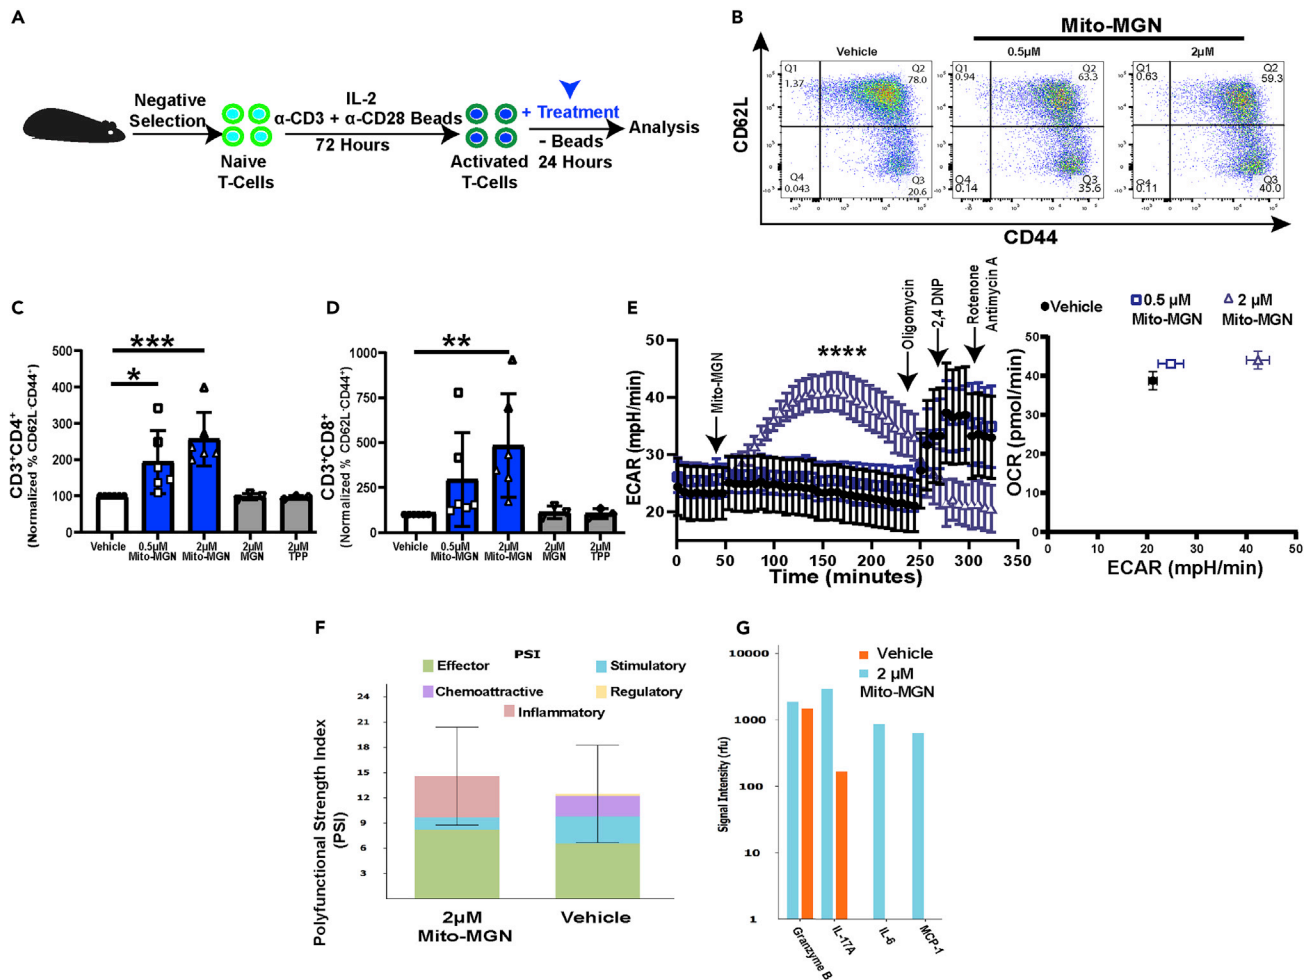 A
Negative
Selection
Naive
T-Cells
IL-2
α-CD3 + α-CD28 Beads
72 Hours
Activated
T-Cells
+ Treatment
- Beads
24 Hours
Analysis
B
Mito-MGN
Vehicle
0.5µM
2µM
Q1
1.37
Q2
78.0
Q4
0.043
Q3
20.6
Q1
0.94
Q2
63.3
Q4
0.14
Q3
35.6
Q1
0.63
Q2
59.3
Q4
0.11
Q3
40.0
CD62L
CD44
C
CD3+CD4+
(Normalized % CD62L-CD44+)
500
400
300
200
100
0
***
*
Vehicle
0.5µM
Mito-MGN
2µM
Mito-MGN
2µM
MGN
2µM
TPP
D
CD3+CD8+
(Normalized % CD62L-CD44+)
1000
750
500
250
0
**
Vehicle
0.5µM
Mito-MGN
2µM
Mito-MGN
2µM
MGN
2µM
TPP
E
ECAR (mpH/min)
50
40
30
20
Mito-MGN
****
Oligomycin
2,4 DNP
Rotenone
Antimycin A
0 50 100 150 200 250 300 350
Time (minutes)
Vehicle
0.5 µM
Mito-MGN
2 µM
Mito-MGN
OCR (pmol/min)
50
40
30
20
10
0
0 10 20 30 40 50
ECAR (mpH/min)
F
PSI
Effector
Stimulatory
Chemoattractive
Regulatory
Inflammatory
Polyfunctional Strength Index
(PSI)
24
21
18
15
12
9
6
3
2µM
Mito-MGN
Vehicle
G
Vehicle
2 µM
Mito-MGN
Signal Intensity (rfu)
10000
1000
100
10
1
Granzyme B
IL-17A
IL-6
MCP-1